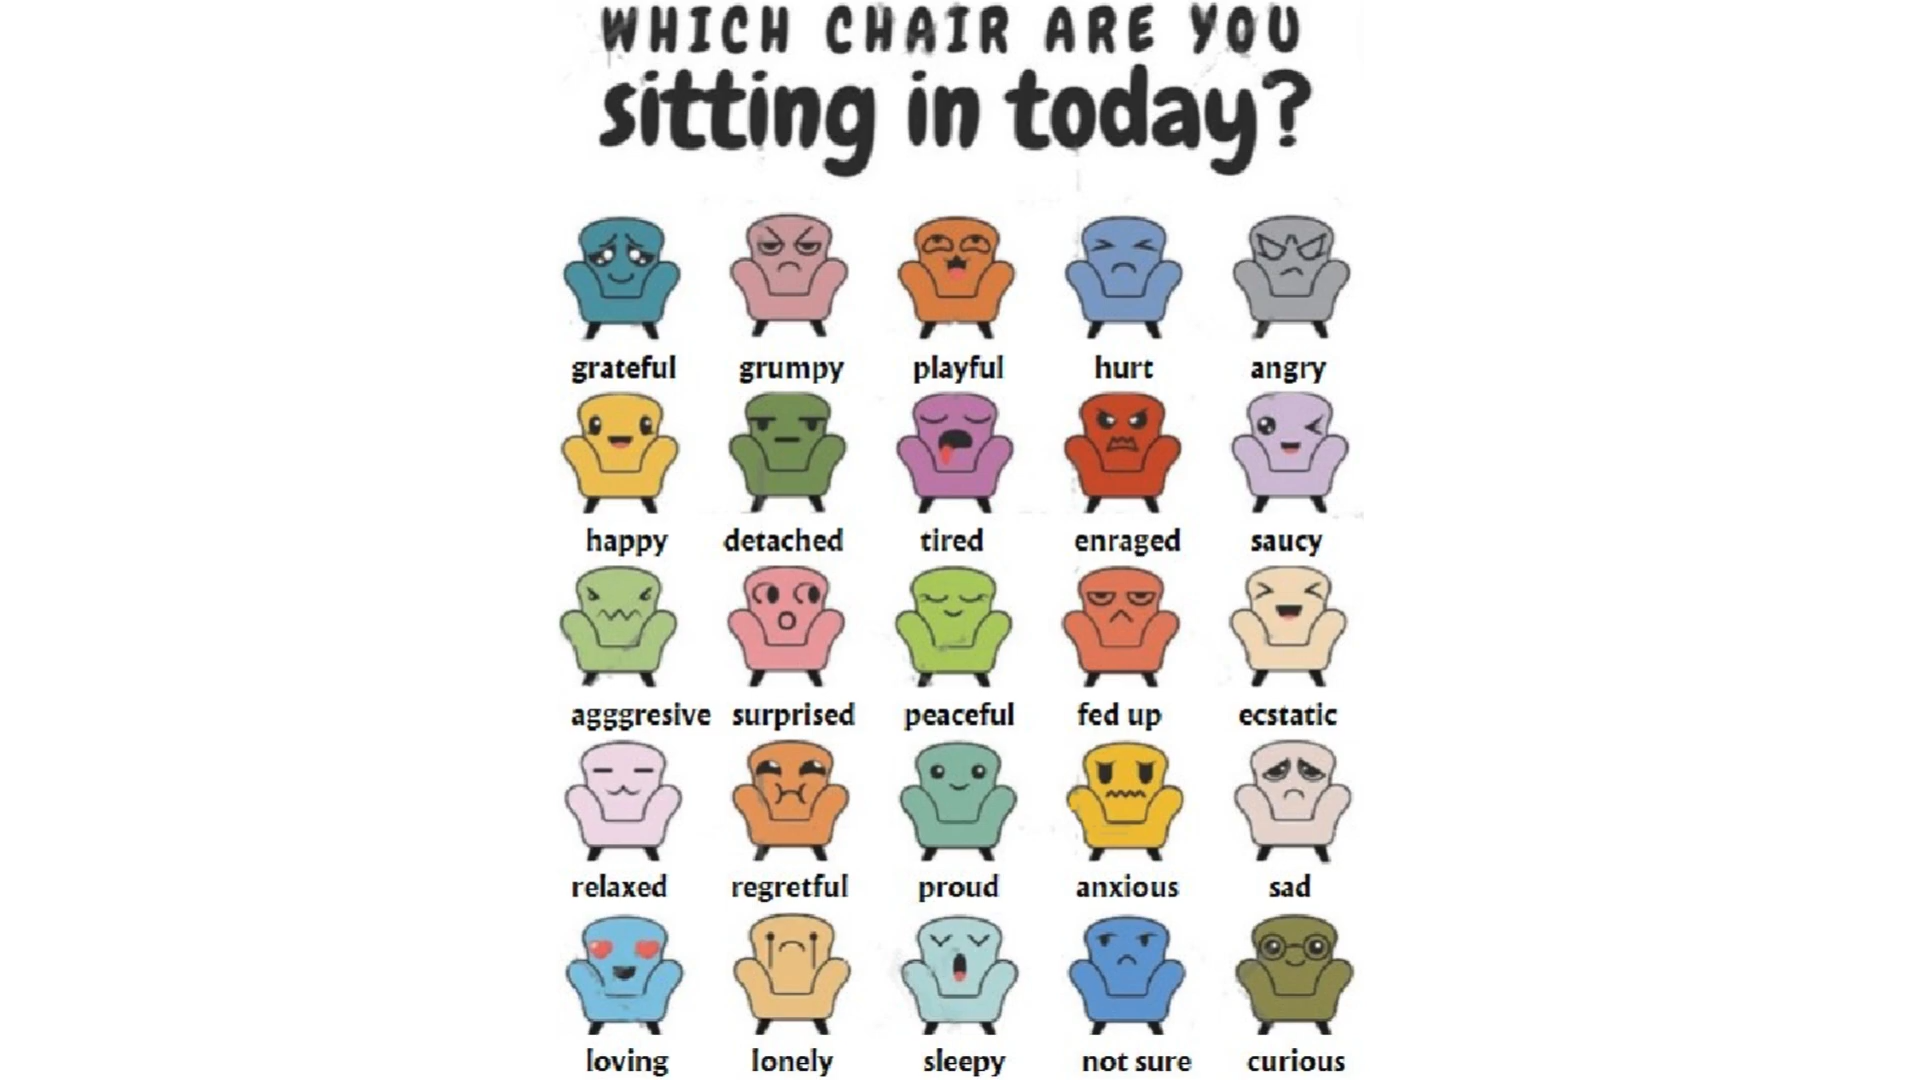 WHICH CHAIR ARE YOU
sitting in today?
grateful grumpy playful hurt angry
happy detached tired enraged saucy
agggresive surprised peaceful fed up ecstatic
relaxed regretful proud anxious sad
loving lonely sleepy not sure curious